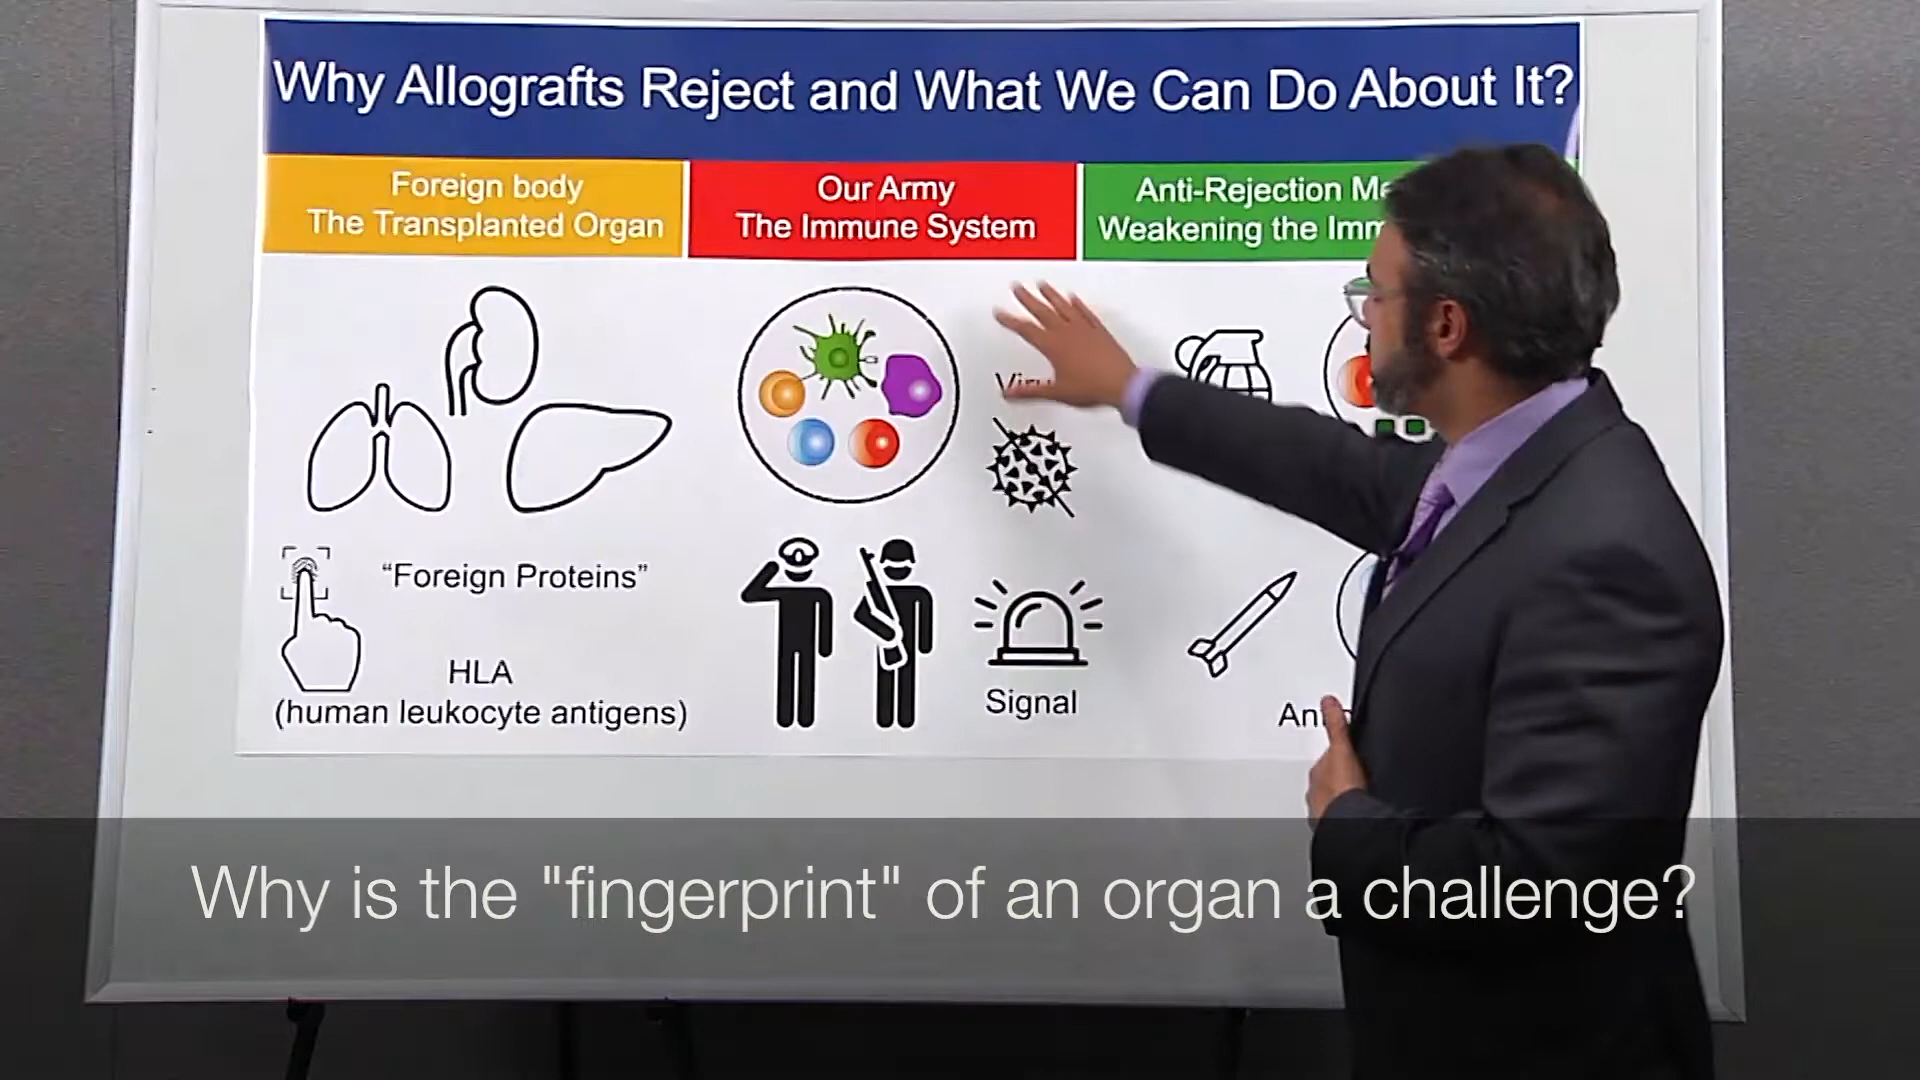 Why Allografts Reject and What We Can Do About It?
Foreign body
The Transplanted Organ
Our Army
The Immune System
Anti-Rejection
Weakening the
"Foreign Proteins"
HLA
(human leukocyte antigens)
Signal
Why is the "fingerprint" of an organ a challenge?